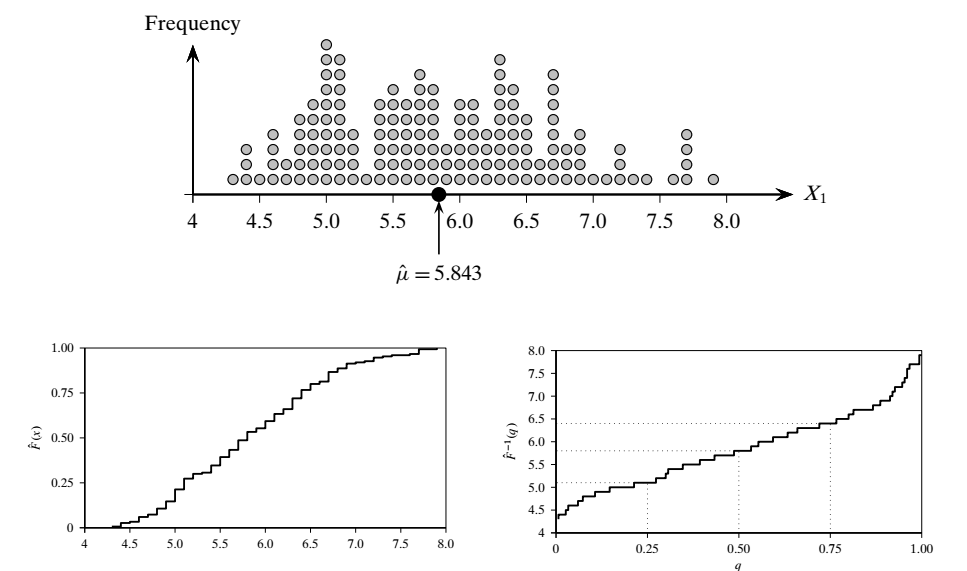 Frequency
X₁
4 4.5 5.0 5.5 6.0 6.5 7.0 7.5 8.0
μ̂ = 5.843
1.00
0.75
0.50
0.25
0
F̂(x)
4 4.5 5.0 5.5 6.0 6.5 7.0 7.5 8.0
8.0
7.5
7.0
6.5
6.0
5.5
5.0
4.5
4
F̂⁻¹(q)
0 0.25 0.50 0.75 1.00
q